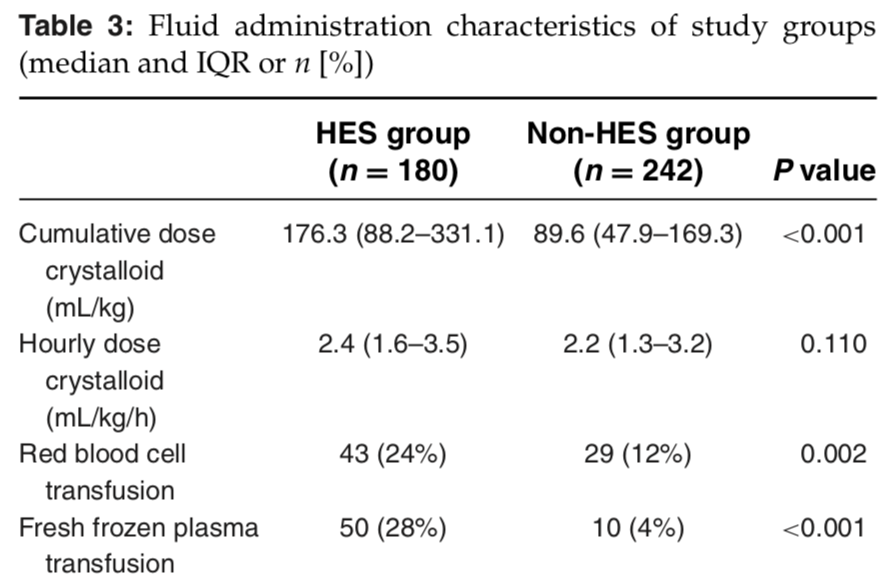 Table 3: Fluid administration characteristics of study groups
(median and IQR or n [%])
HES group Non-HES group
(n = 180) (n = 242) P value
Cumulative dose 176.3 (88.2–331.1) 89.6 (47.9–169.3) <0.001
crystalloid
(mL/kg)
Hourly dose 2.4 (1.6–3.5) 2.2 (1.3–3.2) 0.110
crystalloid
(mL/kg/h)
Red blood cell 43 (24%) 29 (12%) 0.002
transfusion
Fresh frozen plasma 50 (28%) 10 (4%) <0.001
transfusion